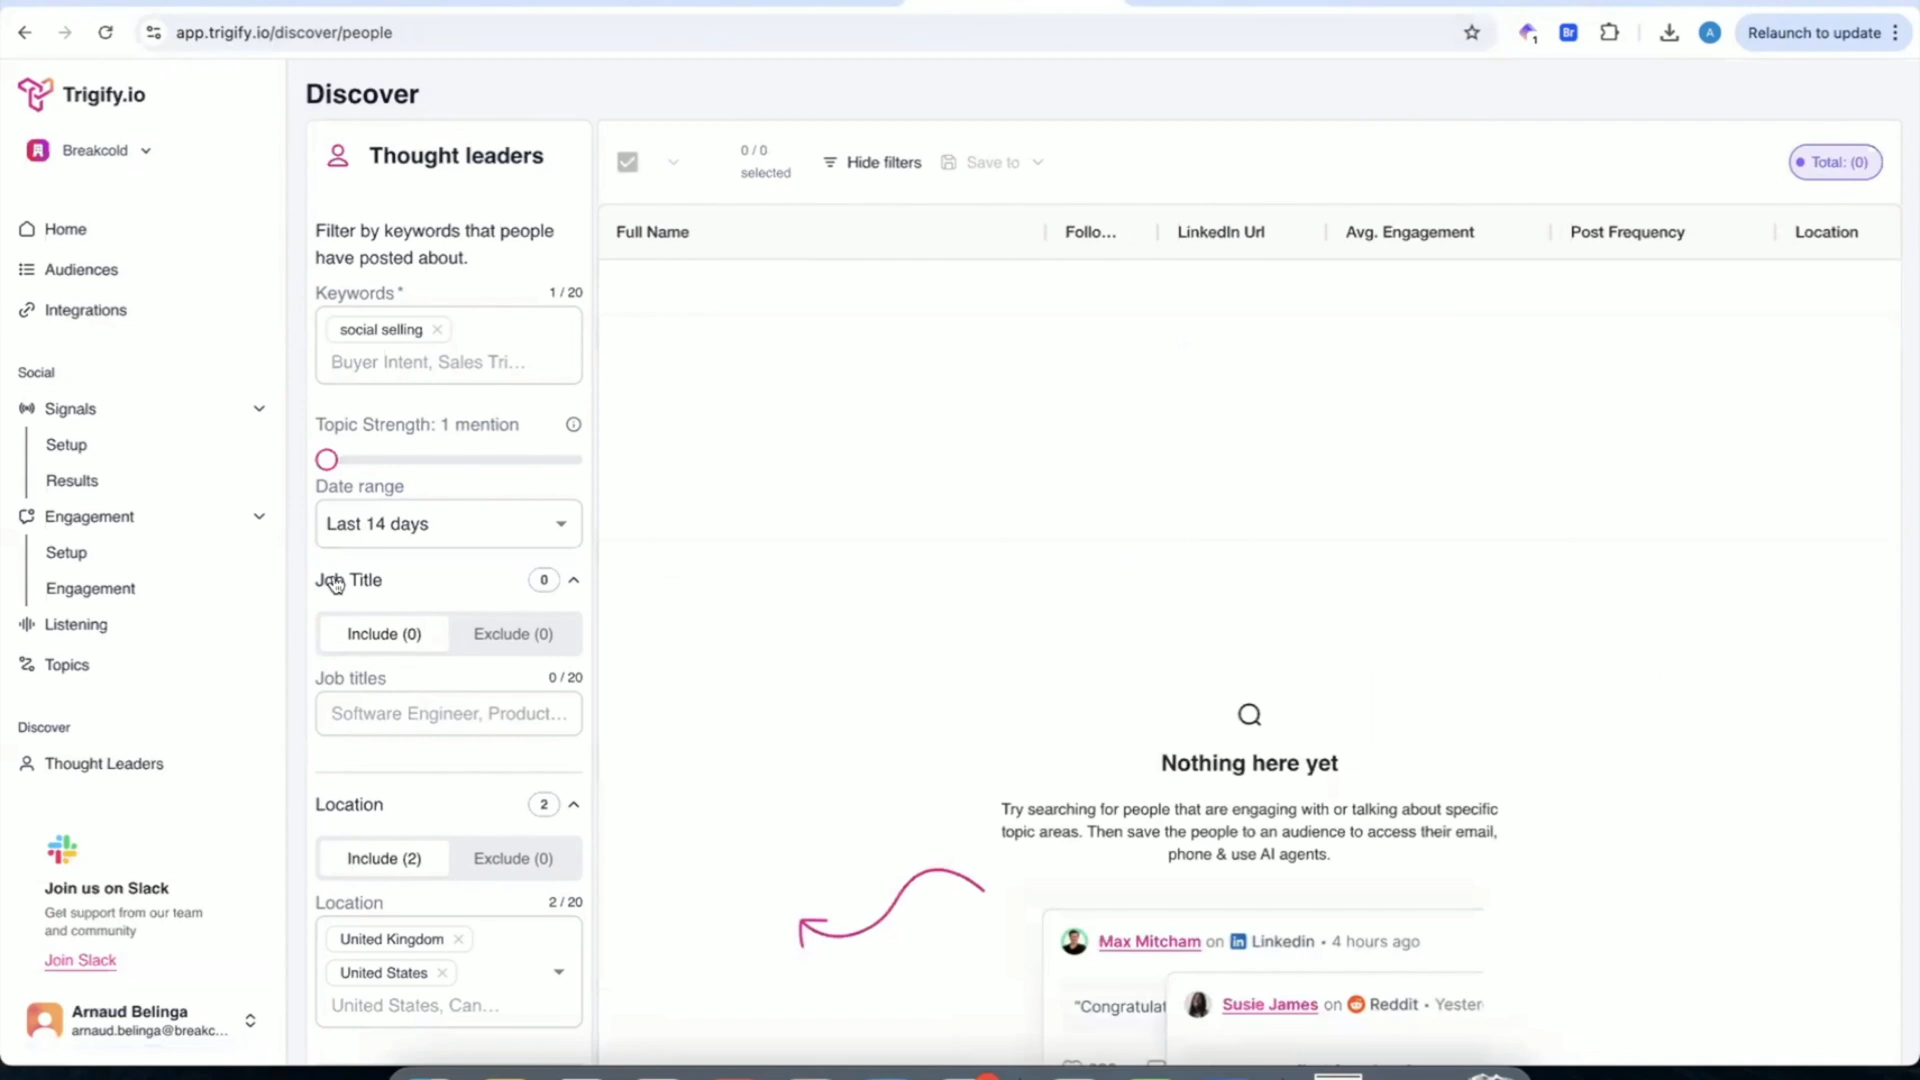 app.trigify.io/discover/people
1
Br
A
Relaunch to update
Trigify.io
Breakcold
Home
Audiences
Integrations
Social
Signals
Setup
Results
Engagement
Setup
Engagement
Listening
Topics
Discover
Thought Leaders
Join us on Slack
Get support from our team
and community
Join Slack
Arnaud Belinga
arnaud.belinga@breakc...
Discover
Thought leaders
Filter by keywords that people
have posted about.
Keywords* 1 / 20
social selling
Buyer Intent, Sales Tri...
Topic Strength: 1 mention
Date range
Last 14 days
Job Title 0
Include (0) Exclude (0)
Job titles 0 / 20
Software Engineer, Product...
Location 2
Include (2) Exclude (0)
Location 2 / 20
United Kingdom
United States
United States, Can...
0 / 0
selected
Hide filters
Save to
Total: (0)
Full Name Follo... LinkedIn Url Avg. Engagement Post Frequency Location
Nothing here yet
Try searching for people that are engaging with or talking about specific
topic areas. Then save the people to an audience to access their email,
phone & use AI agents.
Max Mitcham on in Linkedin • 4 hours ago
"Congratulat
Susie James on Reddit • Yester